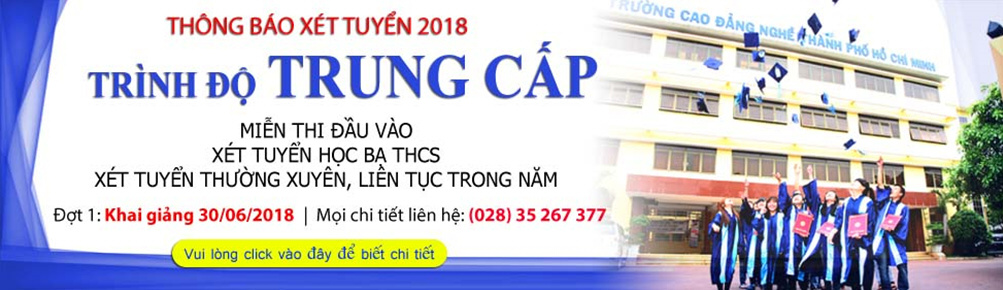 THÔNG BÁO XÉT TUYỂN 2018
TRÌNH ĐỘ TRUNG CẤP
MIỄN THI ĐẦU VÀO
XÉT TUYỂN HỌC BẠ THCS
XÉT TUYỂN THƯỜNG XUYÊN, LIÊN TỤC TRONG NĂM
Đợt 1: Khai giảng 30/06/2018 | Mọi chi tiết liên hệ: (028) 35 267 377
Vui lòng click vào đây để biết chi tiết
TRƯỜNG CAO ĐẲNG NGHỀ THÀNH PHỐ HỒ CHÍ MINH